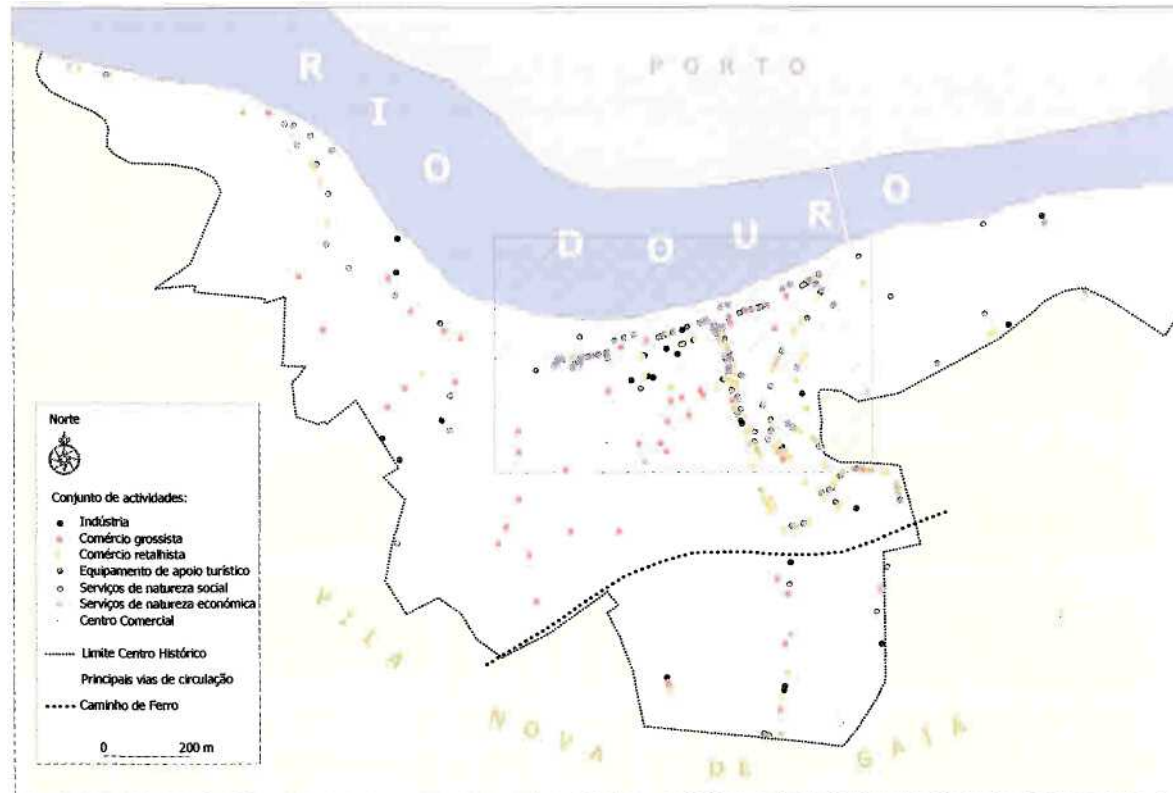 PORTO
RIO DOURO
Norte
Conjunto de actividades:
Indústria
Comércio grossista
Comércio retalhista
Equipamento de apoio turístico
Serviços de natureza social
Serviços de natureza económica
Centro Comercial
Limite Centro Histórico
Principais vias de circulação
Caminho de Ferro
0 200 m
VILA NOVA DE GAIA